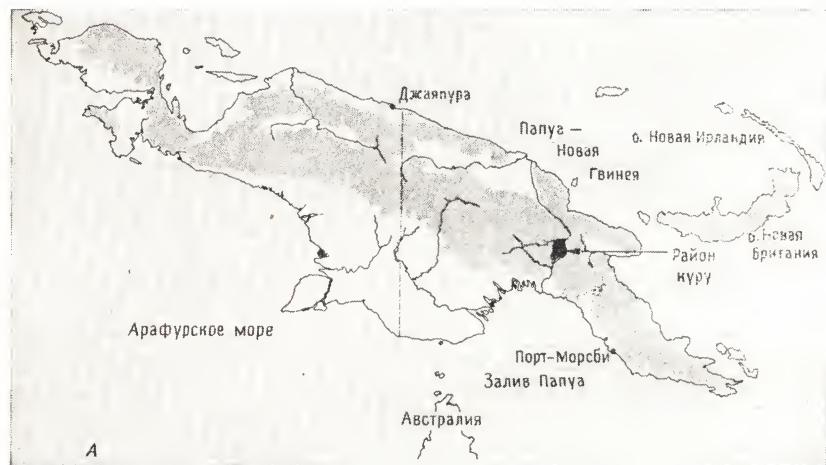 Джаяпура
Папуа —
Новая
Гвинея
о. Новая Ирландия
о. Новая
Британия
Район
куру
Арафурское море
Порт-Морсби
Залив Папуа
Австралия
А